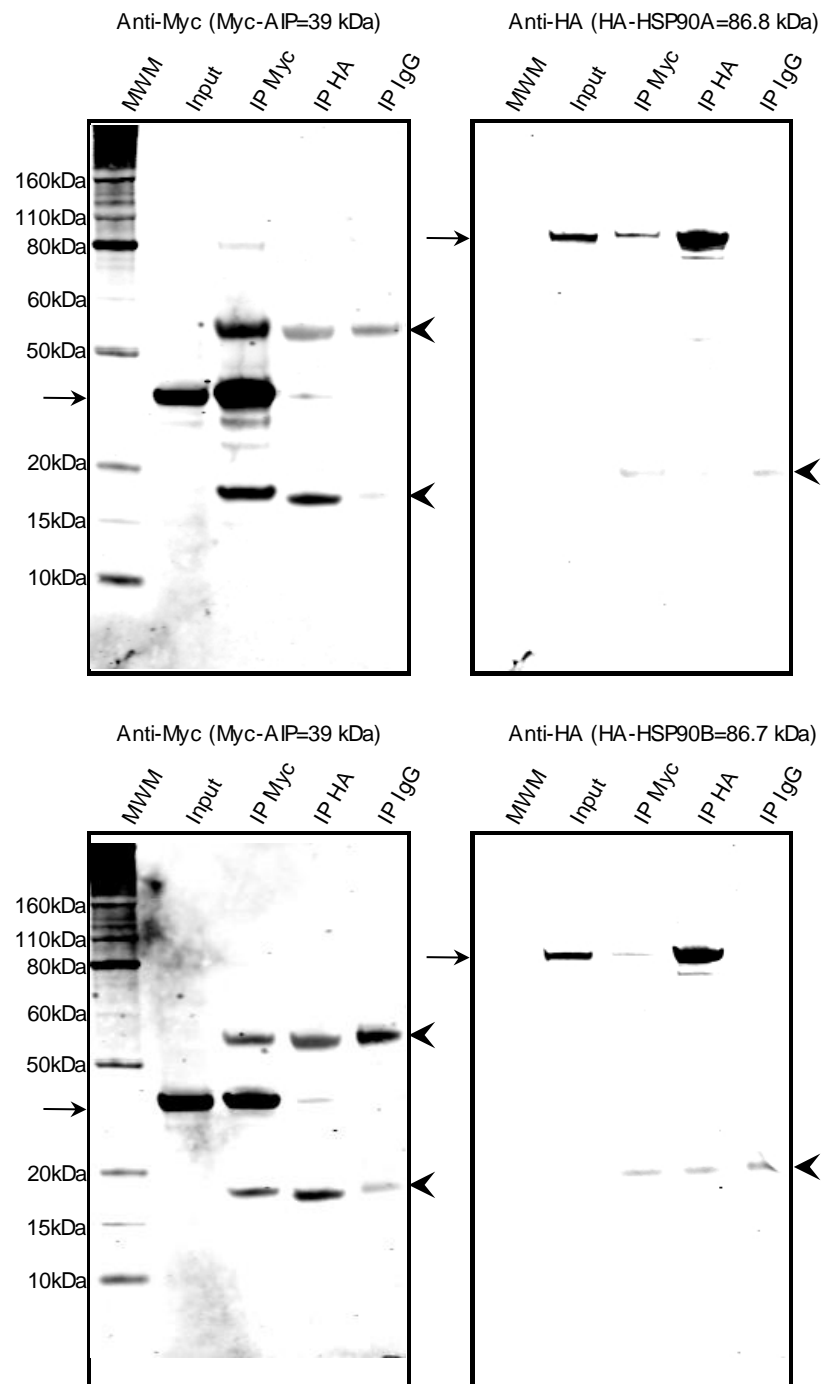 Anti-Myc (Myc-AIP=39 kDa)
MWM
Input
IP Myc
IP HA
IP IgG
160kDa
110kDa
80kDa
60kDa
50kDa
20kDa
15kDa
10kDa
Anti-HA (HA-HSP90A=86.8 kDa)
MWM
Input
IP Myc
IP HA
IP IgG
Anti-Myc (Myc-AIP=39 kDa)
MWM
Input
IP Myc
IP HA
IP IgG
160kDa
110kDa
80kDa
60kDa
50kDa
20kDa
15kDa
10kDa
Anti-HA (HA-HSP90B=86.7 kDa)
MWM
Input
IP Myc
IP HA
IP IgG